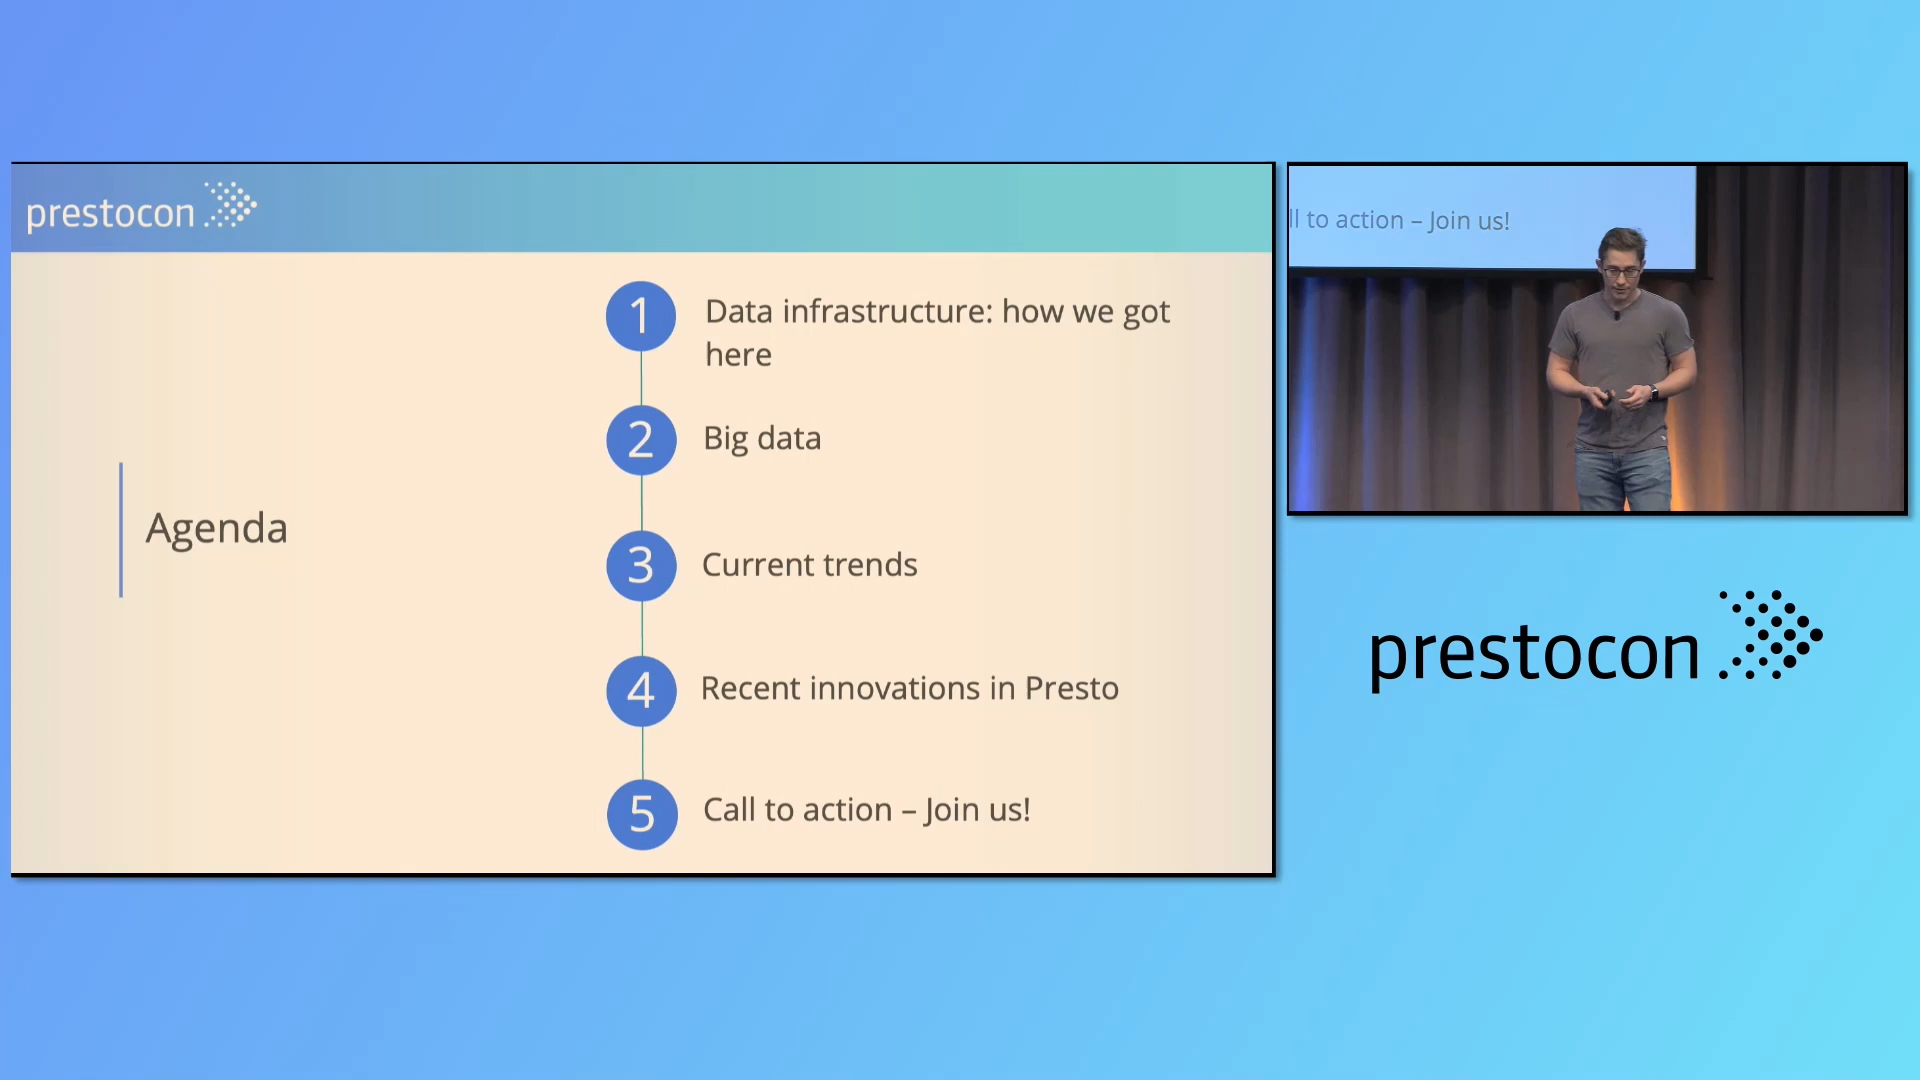 prestocon
Agenda
1 Data infrastructure: how we got
here
2 Big data
3 Current trends
4 Recent innovations in Presto
5 Call to action – Join us!
ll to action – Join us!
prestocon